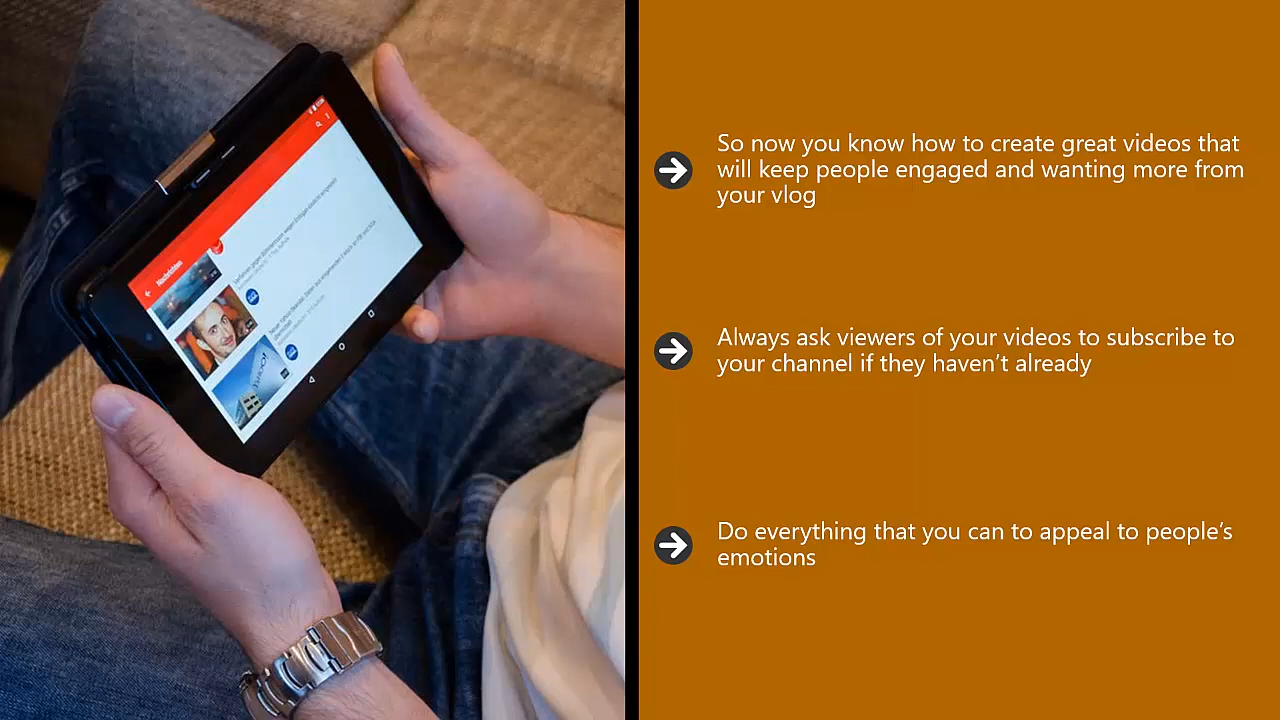 Nachrichten
YAHOO!
So now you know how to create great videos that
will keep people engaged and wanting more from
your vlog
Always ask viewers of your videos to subscribe to
your channel if they haven’t already
Do everything that you can to appeal to people’s
emotions